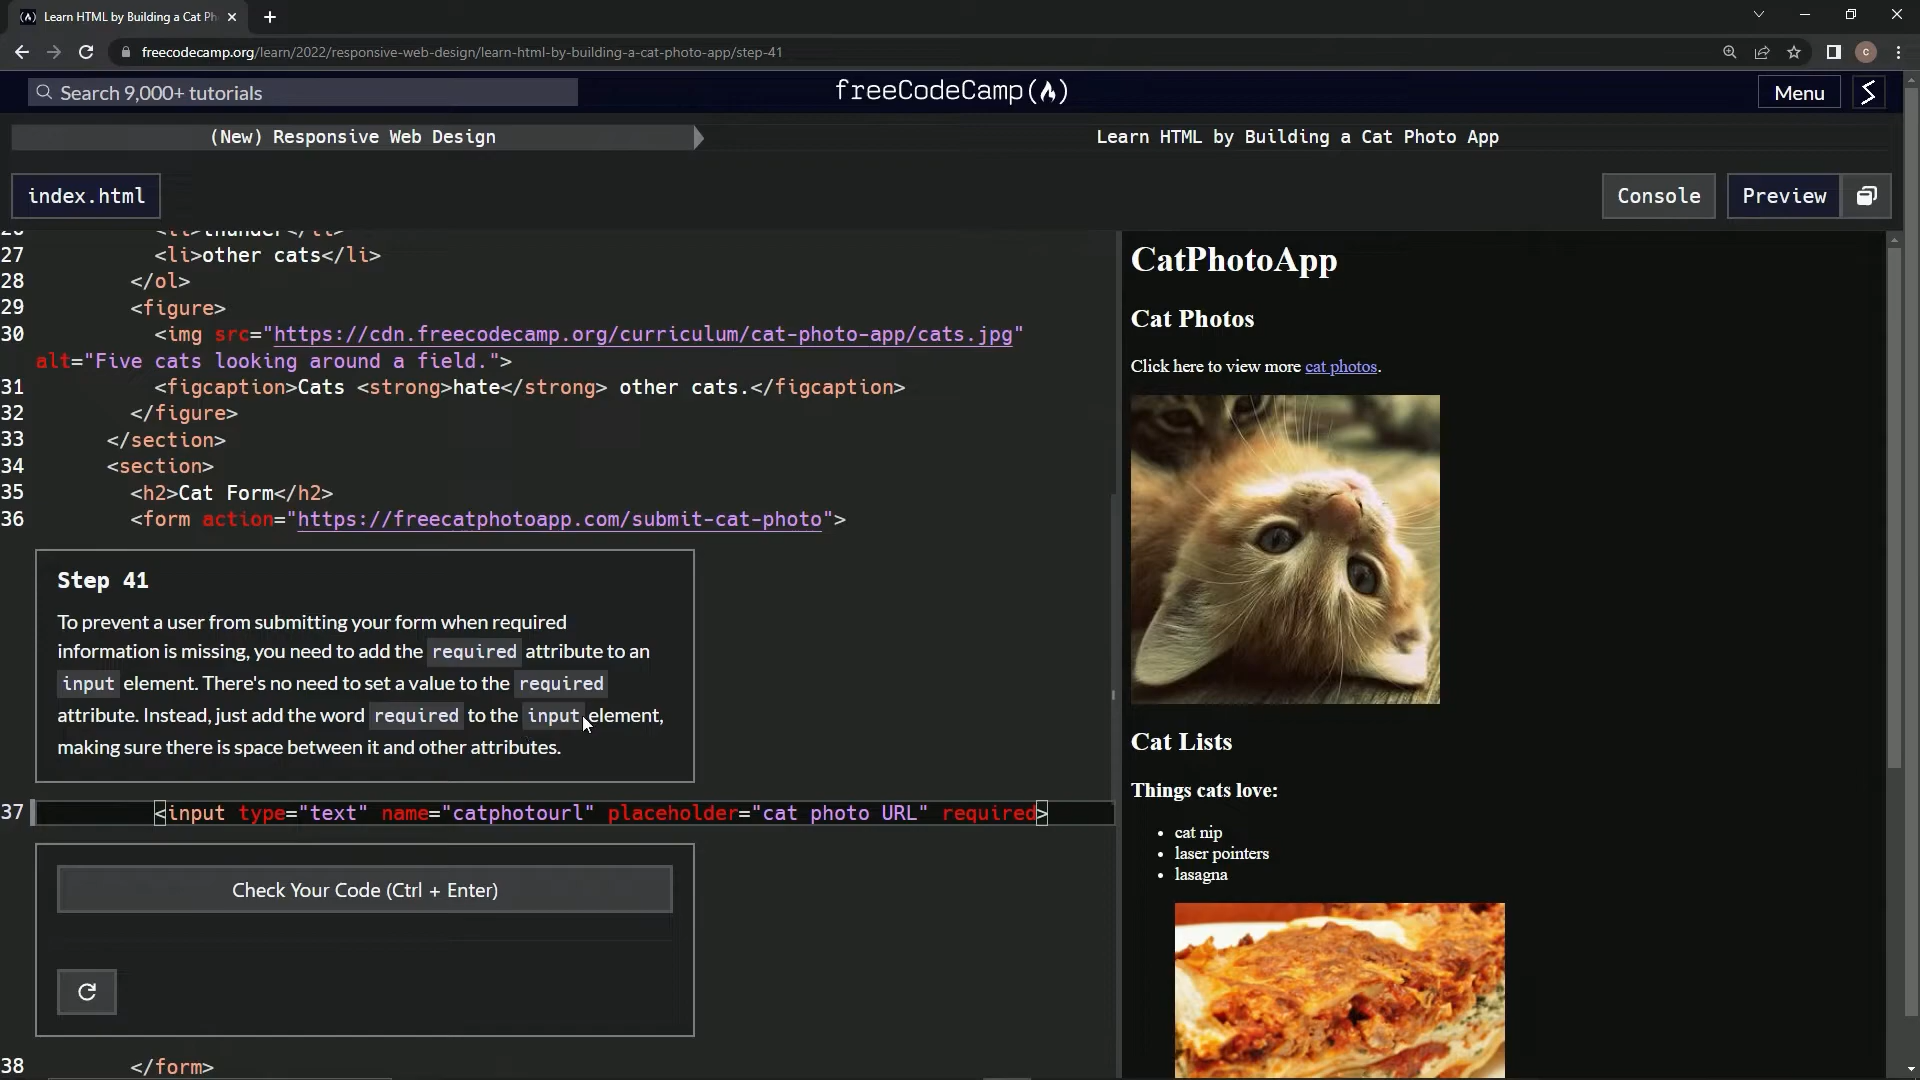 Learn HTML by Building a Cat Ph
freecodecamp.org/learn/2022/responsive-web-design/learn-html-by-building-a-cat-photo-app/step-41
c
Search 9,000+ tutorials
freeCodeCamp
Menu
(New) Responsive Web Design
Learn HTML by Building a Cat Photo App
index.html
Console
Preview
26 <li>thunder</li>
27 <li>other cats</li>
28 </ol>
29 <figure>
30 <img src="https://cdn.freecodecamp.org/curriculum/cat-photo-app/cats.jpg"
alt="Five cats looking around a field.">
31 <figcaption>Cats <strong>hate</strong> other cats.</figcaption>
32 </figure>
33 </section>
34 <section>
35 <h2>Cat Form</h2>
36 <form action="https://freecatphotoapp.com/submit-cat-photo">
Step 41
To prevent a user from submitting your form when required
information is missing, you need to add the required attribute to an
input element. There's no need to set a value to the required
attribute. Instead, just add the word required to the input element,
making sure there is space between it and other attributes.
37 <input type="text" name="catphotourl" placeholder="cat photo URL" required>
Check Your Code (Ctrl + Enter)
38 </form>
CatPhotoApp
Cat Photos
Click here to view more cat photos.
Cat Lists
Things cats love:
cat nip
laser pointers
lasagna